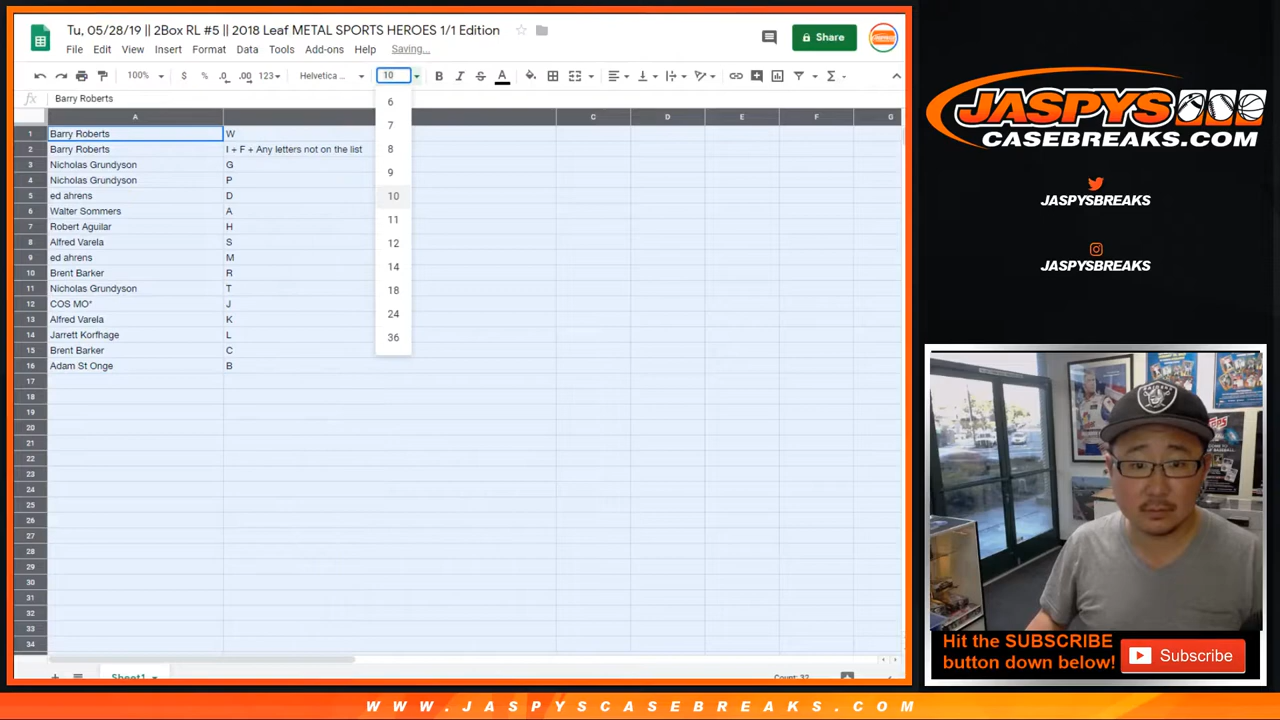 Tu, 05/28/19 || 2Box RL #5 || 2018 Leaf METAL SPORTS HEROES 1/1 Edition
Share
File Edit View Insert Format Data Tools Add-ons Help Saving...
100% $ % .0 .00 123 Helvetica ... 10 B I S A
fx Barry Roberts
A C D E F G
1 Barry Roberts W
2 Barry Roberts I + F + Any letters not on the list
3 Nicholas Grundyson G
4 Nicholas Grundyson P
5 ed ahrens D
6 Walter Sommers A
7 Robert Aguilar H
8 Alfred Varela S
9 ed ahrens M
10 Brent Barker R
11 Nicholas Grundyson T
12 COS MO* J
13 Alfred Varela K
14 Jarrett Korfhage L
15 Brent Barker C
16 Adam St Onge B
17
18
19
20
21
22
23
24
25
26
27
28
29
30
31
32
33
34
6
7
8
9
10
11
12
14
18
24
36
Sheet1
Count: 32
JASPYS
CASEBREAKS.COM
JASPYSBREAKS
JASPYSBREAKS
Hit the SUBSCRIBE
button down below!
Subscribe
WWW.JASPYSCASEBREAKS.COM